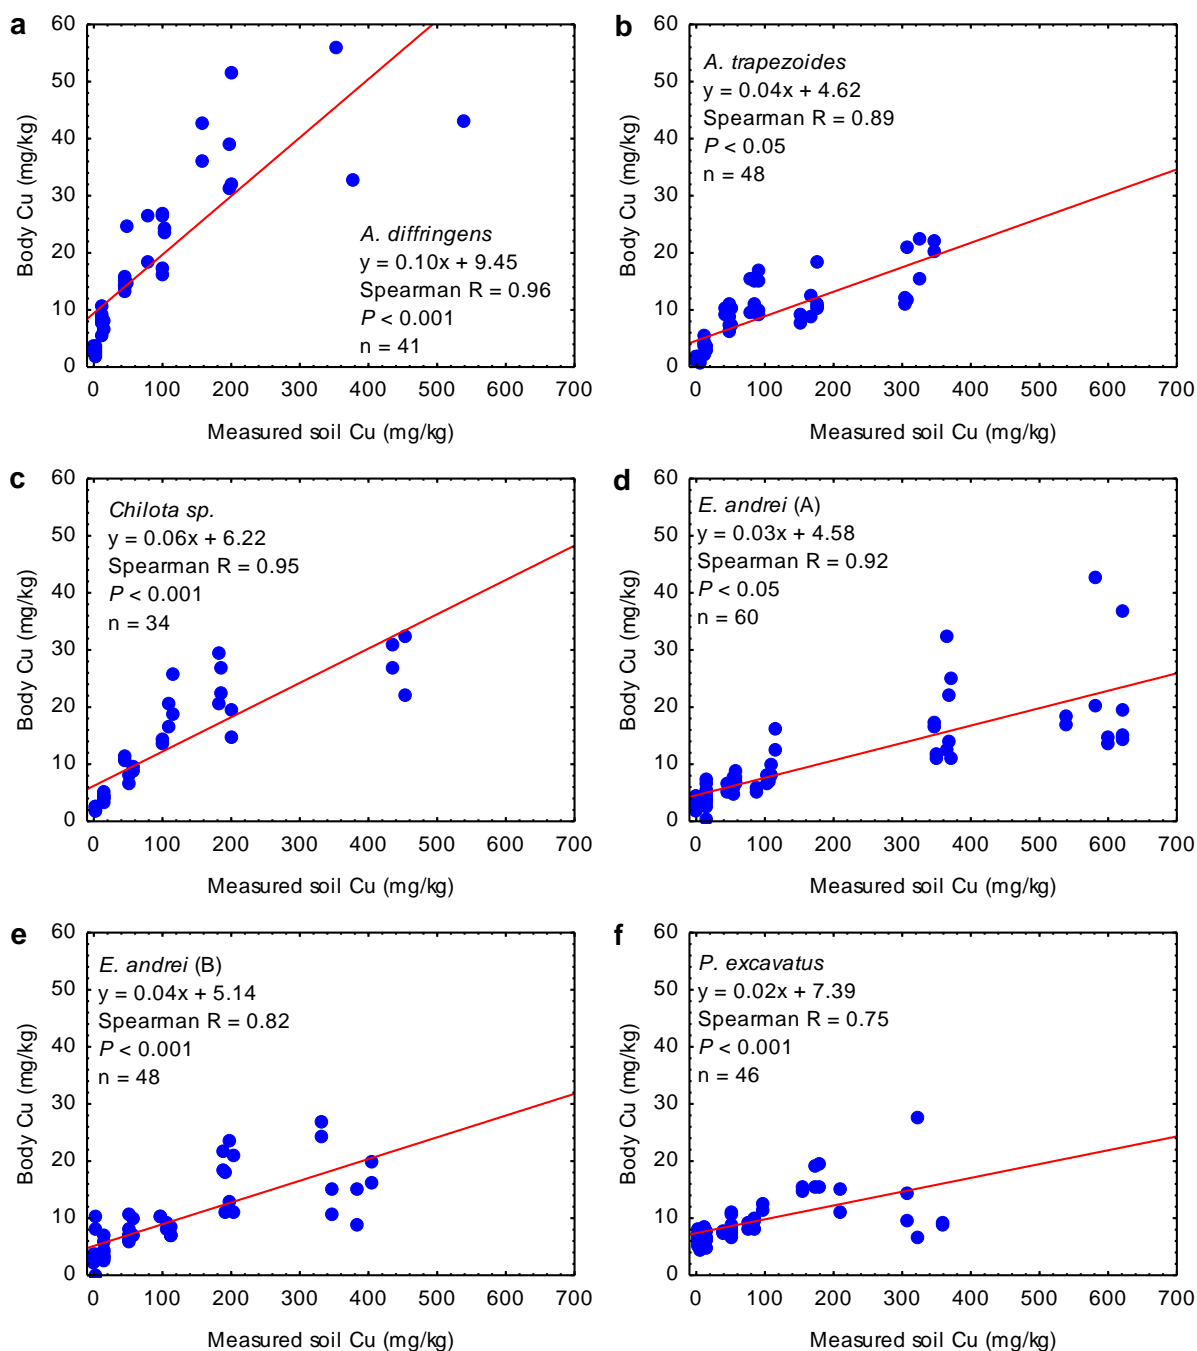 a
60
50
40
30
20
10
0
Body Cu (mg/kg)
A. diffringens
y = 0.10x + 9.45
Spearman R = 0.96
P < 0.001
n = 41
0 100 200 300 400 500 600 700
Measured soil Cu (mg/kg)
b
60
50
40
30
20
10
0
Body Cu (mg/kg)
A. trapezoides
y = 0.04x + 4.62
Spearman R = 0.89
P < 0.05
n = 48
0 100 200 300 400 500 600 700
Measured soil Cu (mg/kg)
c
60
50
40
30
20
10
0
Body Cu (mg/kg)
Chilota sp.
y = 0.06x + 6.22
Spearman R = 0.95
P < 0.001
n = 34
0 100 200 300 400 500 600 700
Measured soil Cu (mg/kg)
d
60
50
40
30
20
10
0
Body Cu (mg/kg)
E. andrei (A)
y = 0.03x + 4.58
Spearman R = 0.92
P < 0.05
n = 60
0 100 200 300 400 500 600 700
Measured soil Cu (mg/kg)
e
60
50
40
30
20
10
0
Body Cu (mg/kg)
E. andrei (B)
y = 0.04x + 5.14
Spearman R = 0.82
P < 0.001
n = 48
0 100 200 300 400 500 600 700
Measured soil Cu (mg/kg)
f
60
50
40
30
20
10
0
Body Cu (mg/kg)
P. excavatus
y = 0.02x + 7.39
Spearman R = 0.75
P < 0.001
n = 46
0 100 200 300 400 500 600 700
Measured soil Cu (mg/kg)